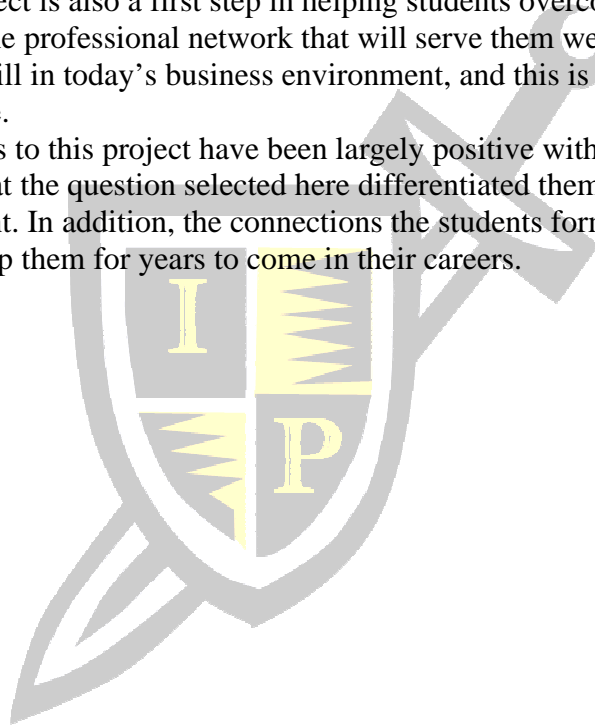 ect is also a first step in helping students overco
e professional network that will serve them we
ill in today's business environment, and this is
.
s to this project have been largely positive with
at the question selected here differentiated them
nt. In addition, the connections the students form
p them for years to come in their careers.
I
P